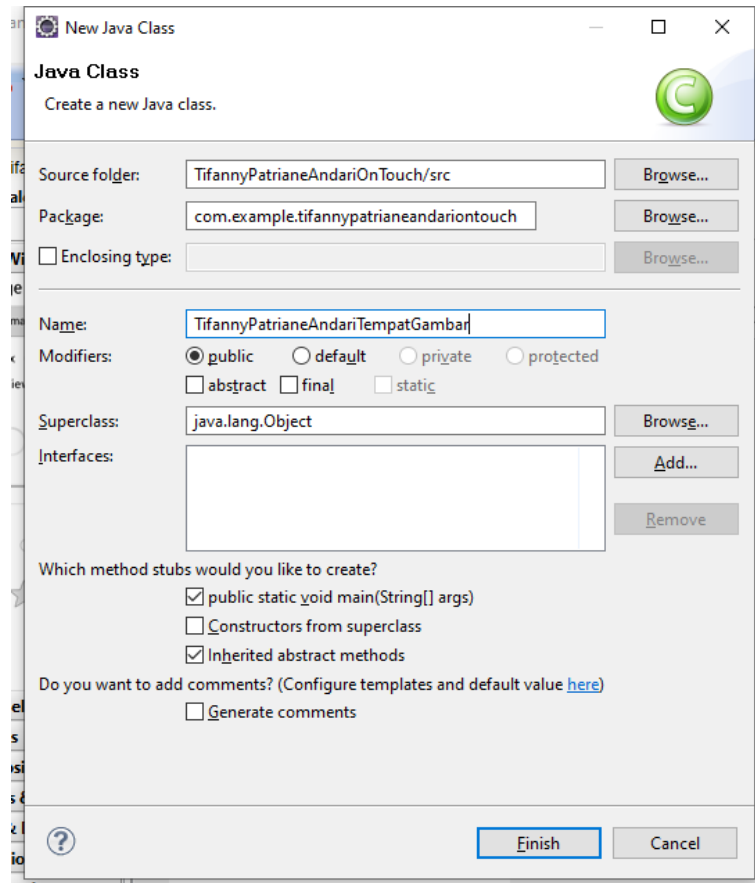 New Java Class
Java Class
Create a new Java class.
Source folder: TifannyPatrianeAndariOnTouch/src Browse...
Package: com.example.tifannypatrianeandariontouch Browse...
Enclosing type: Browse...
Name: TifannyPatrianeAndariTempatGambar
Modifiers: public default private protected
abstract final static
Superclass: java.lang.Object Browse...
Interfaces: Add...
Remove
Which method stubs would you like to create?
public static void main(String[] args)
Constructors from superclass
Inherited abstract methods
Do you want to add comments? (Configure templates and default value here)
Generate comments
Finish Cancel